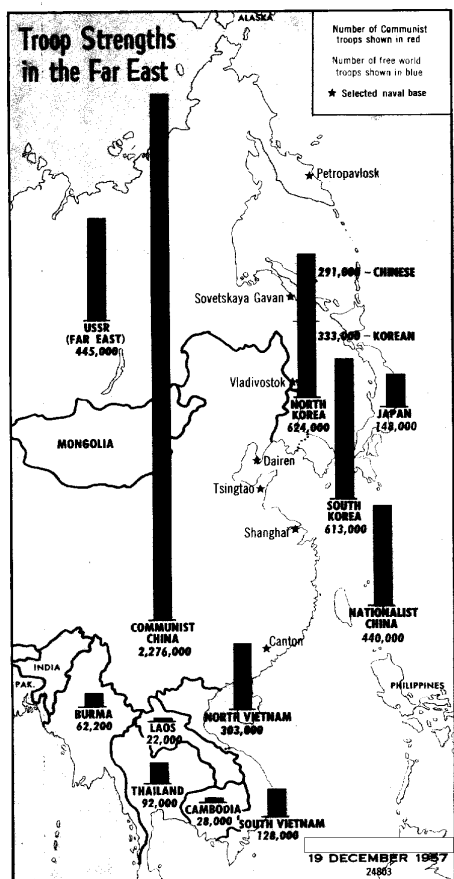 ALASKA
Troop Strengths
in the Far East
Number of Communist
troops shown in red
Number of free world
troops shown in blue
★ Selected naval base
Petropavlosk
291,000 – CHINESE
Sovetskaya Gavan
USSR
(FAR EAST)
445,000
333,000 – KOREAN
Vladivostok
NORTH
KOREA
624,000
JAPAN
148,000
MONGOLIA
Dairen
Tsingtao
SOUTH
KOREA
613,000
Shanghai
COMMUNIST
CHINA
2,276,000
NATIONALIST
CHINA
440,000
Canton
INDIA
PAK.
PHILIPPINES
BURMA
62,200
LAOS
22,000
NORTH VIETNAM
303,000
THAILAND
92,000
CAMBODIA
28,000
SOUTH VIETNAM
128,000
19 DECEMBER 1957
24803